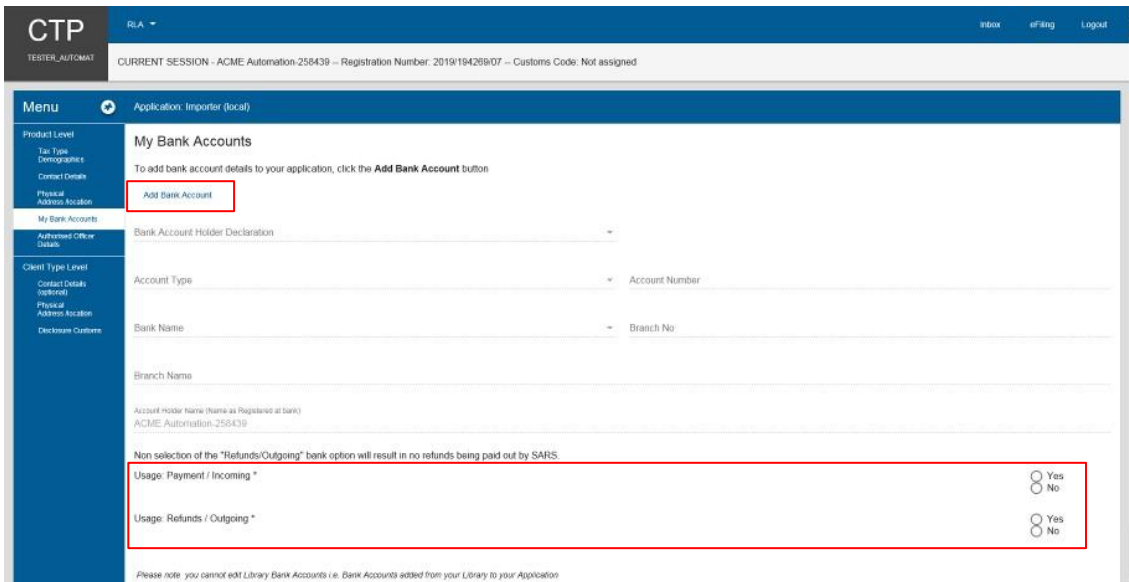 CTP
RLA
Inbox eFiling Logout
TESTER_AUTOMAT
CURRENT SESSION - ACME Automation-258439 -- Registration Number: 2019/194269/07 -- Customs Code: Not assigned
Menu
Application: Importer (local)
Product Level
Tax Type
Demographics
Contact Details
Physical
Address Location
My Bank Accounts
Authorised Officer
Details
Client Type Level
Contact Details
(optional)
Physical
Address Location
Disclosure Customs
My Bank Accounts
To add bank account details to your application, click the Add Bank Account button
Add Bank Account
Bank Account Holder Declaration
Account Type Account Number
Bank Name Branch No
Branch Name
Account Holder Name (Name as Registered at bank)
ACME Automation-258439
Non selection of the "Refunds/Outgoing" bank option will result in no refunds being paid out by SARS.
Usage: Payment / Incoming *
Yes
No
Usage: Refunds / Outgoing *
Yes
No
Please note you cannot edit Library Bank Accounts i.e. Bank Accounts added from your Library to your Application